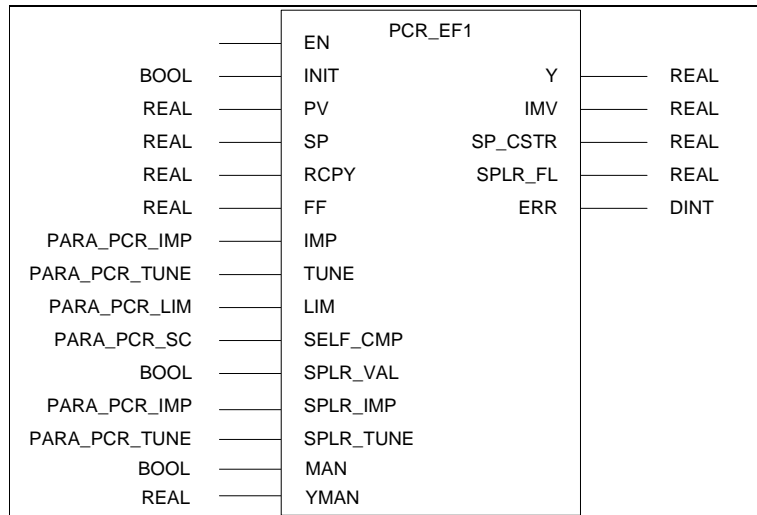 PCR_EF1
EN
BOOL INIT Y REAL
REAL PV IMV REAL
REAL SP SP_CSTR REAL
REAL RCPY SPLR_FL REAL
REAL FF ERR DINT
PARA_PCR_IMP IMP
PARA_PCR_TUNE TUNE
PARA_PCR_LIM LIM
PARA_PCR_SC SELF_CMP
BOOL SPLR_VAL
PARA_PCR_IMP SPLR_IMP
PARA_PCR_TUNE SPLR_TUNE
BOOL MAN
REAL YMAN